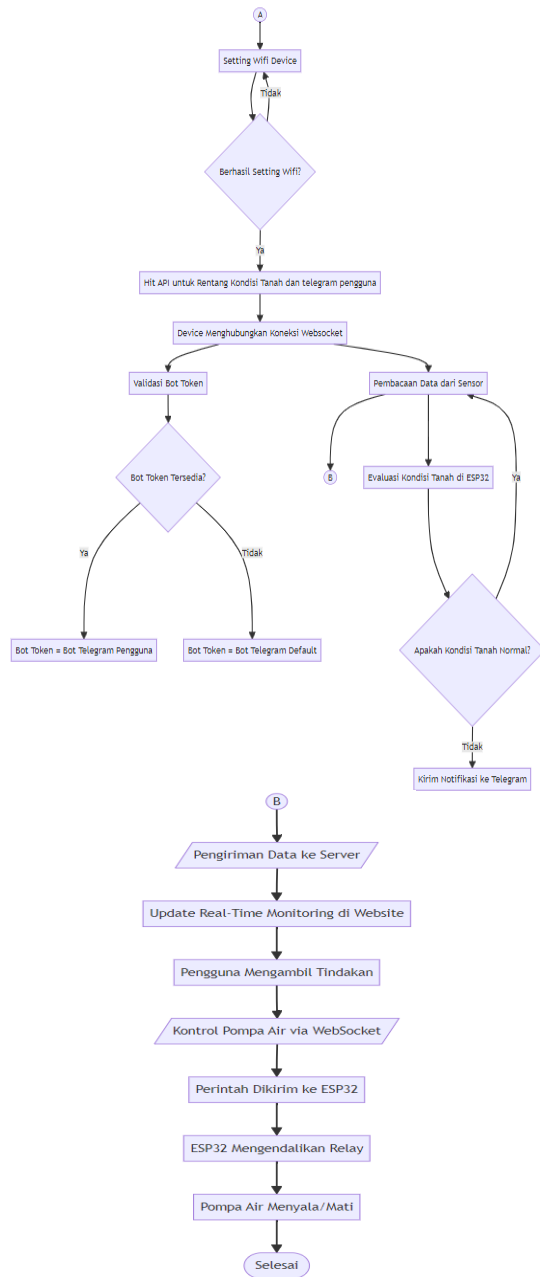 A
Setting Wifi Device
Tidak
Berhasil Setting Wifi?
Ya
Hit API untuk Rentang Kondisi Tanah dan telegram pengguna
Device Menghubungkan Koneksi Websocket
Validasi Bot Token
Pembacaan Data dari Sensor
Bot Token Tersedia?
B
Evaluasi Kondisi Tanah di ESP32
Ya
Ya
Tidak
Bot Token = Bot Telegram Pengguna
Bot Token = Bot Telegram Default
Apakah Kondisi Tanah Normal?
Tidak
Kirim Notifikasi ke Telegram
B
Pengiriman Data ke Server
Update Real-Time Monitoring di Website
Pengguna Mengambil Tindakan
Kontrol Pompa Air via WebSocket
Perintah Dikirim ke ESP32
ESP32 Mengendalikan Relay
Pompa Air Menyala/Mati
Selesai